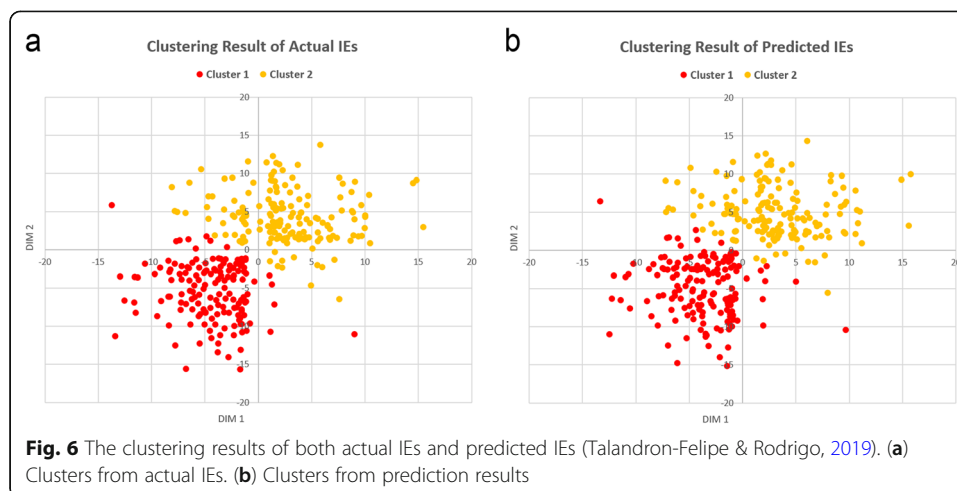 a
Clustering Result of Actual IEs
Cluster 1 Cluster 2
20
15
10
5
0
-20 -15 -10 -5 0 5 10 15 20
-5
-10
-15
-20
DIM 2
DIM 1
b
Clustering Result of Predicted IEs
Cluster 1 Cluster 2
20
15
10
5
0
-20 -15 -10 -5 0 5 10 15 20
-5
-10
-15
-20
DIM 2
DIM 1
Fig. 6 The clustering results of both actual IEs and predicted IEs (Talandron-Felipe & Rodrigo, 2019). (a)
Clusters from actual IEs. (b) Clusters from prediction results